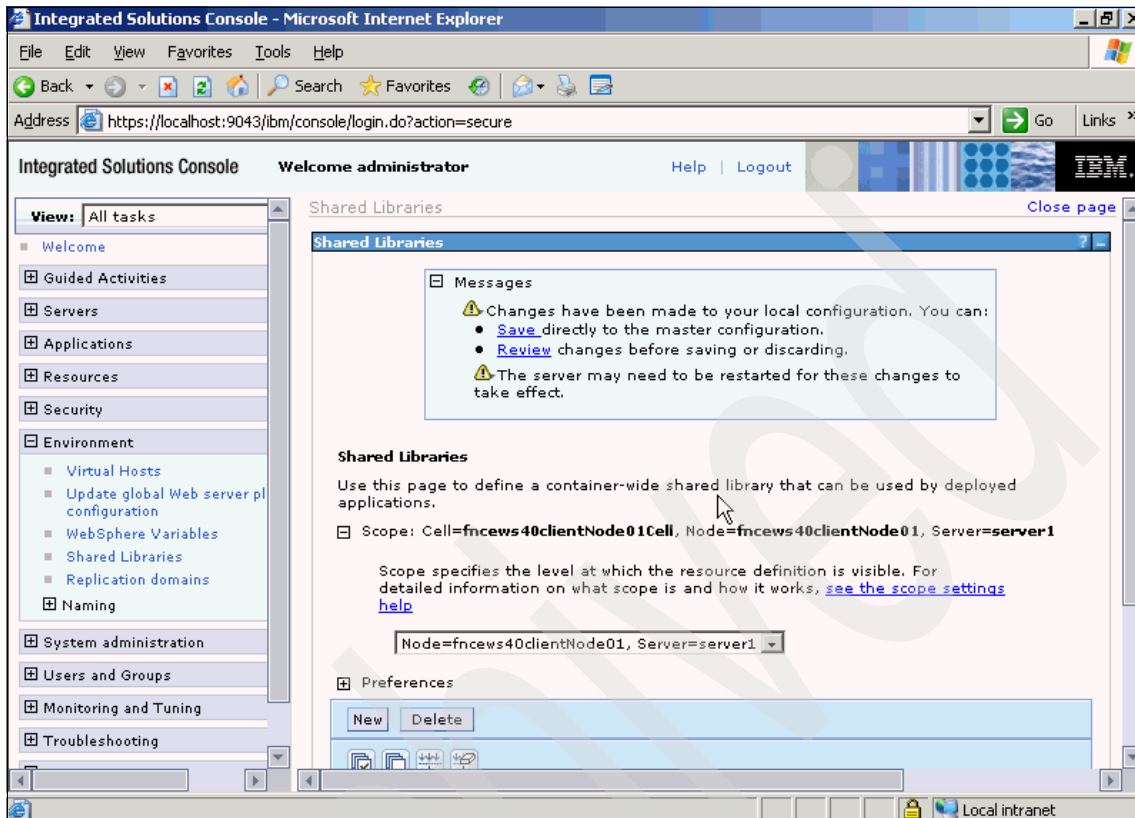 Integrated Solutions Console - Microsoft Internet Explorer
File Edit View Favorites Tools Help
Back Search Favorites
Address https://localhost:9043/ibm/console/login.do?action=secure Go Links »
Integrated Solutions Console Welcome administrator Help | Logout IBM.
View: All tasks
Welcome
Guided Activities
Servers
Applications
Resources
Security
Environment
Virtual Hosts
Update global Web server pl
configuration
WebSphere Variables
Shared Libraries
Replication domains
Naming
System administration
Users and Groups
Monitoring and Tuning
Troubleshooting
Shared Libraries Close page
Shared Libraries ? –
Messages
Changes have been made to your local configuration. You can:
• Save directly to the master configuration.
• Review changes before saving or discarding.
The server may need to be restarted for these changes to
take effect.
Shared Libraries
Use this page to define a container-wide shared library that can be used by deployed
applications.
Scope: Cell=fncews40clientNode01Cell, Node=fncews40clientNode01, Server=server1
Scope specifies the level at which the resource definition is visible. For
detailed information on what scope is and how it works, see the scope settings
help
Node=fncews40clientNode01, Server=server1
Preferences
New Delete
Local intranet